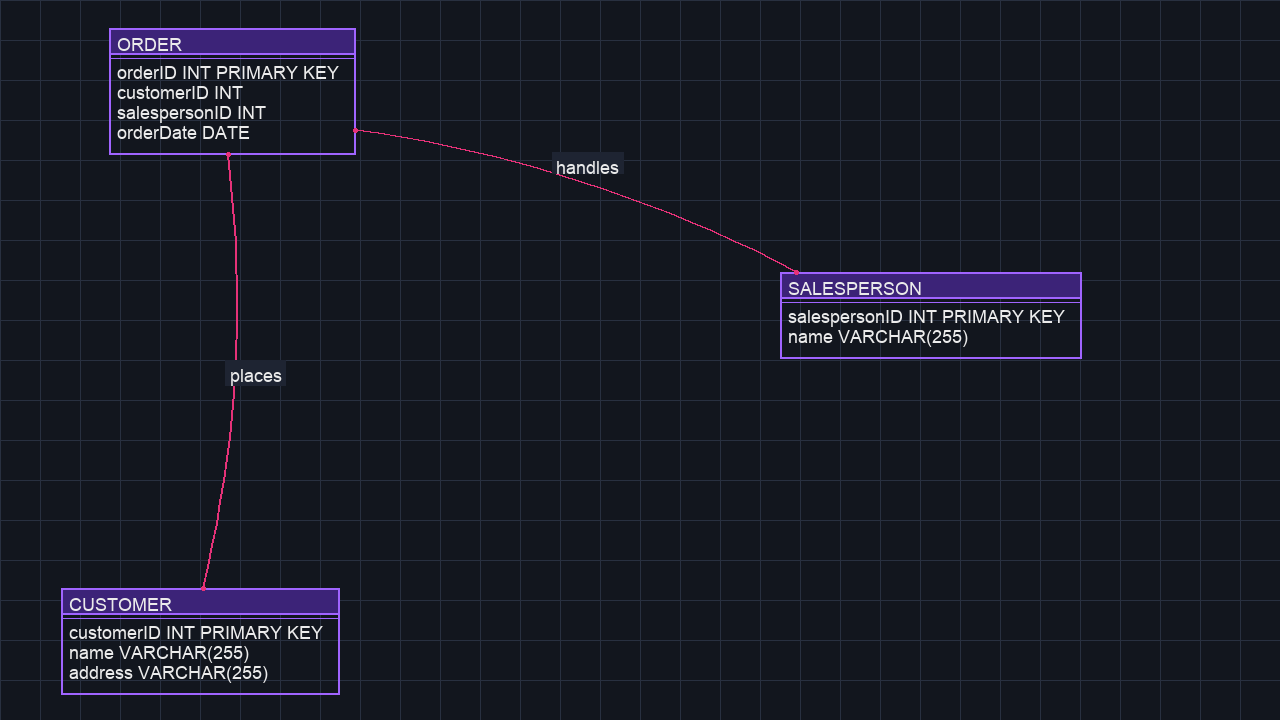 ORDER
orderID INT PRIMARY KEY
customerID INT
salespersonID INT
orderDate DATE
handles
SALESPERSON
salespersonID INT PRIMARY KEY
name VARCHAR(255)
places
CUSTOMER
customerID INT PRIMARY KEY
name VARCHAR(255)
address VARCHAR(255)